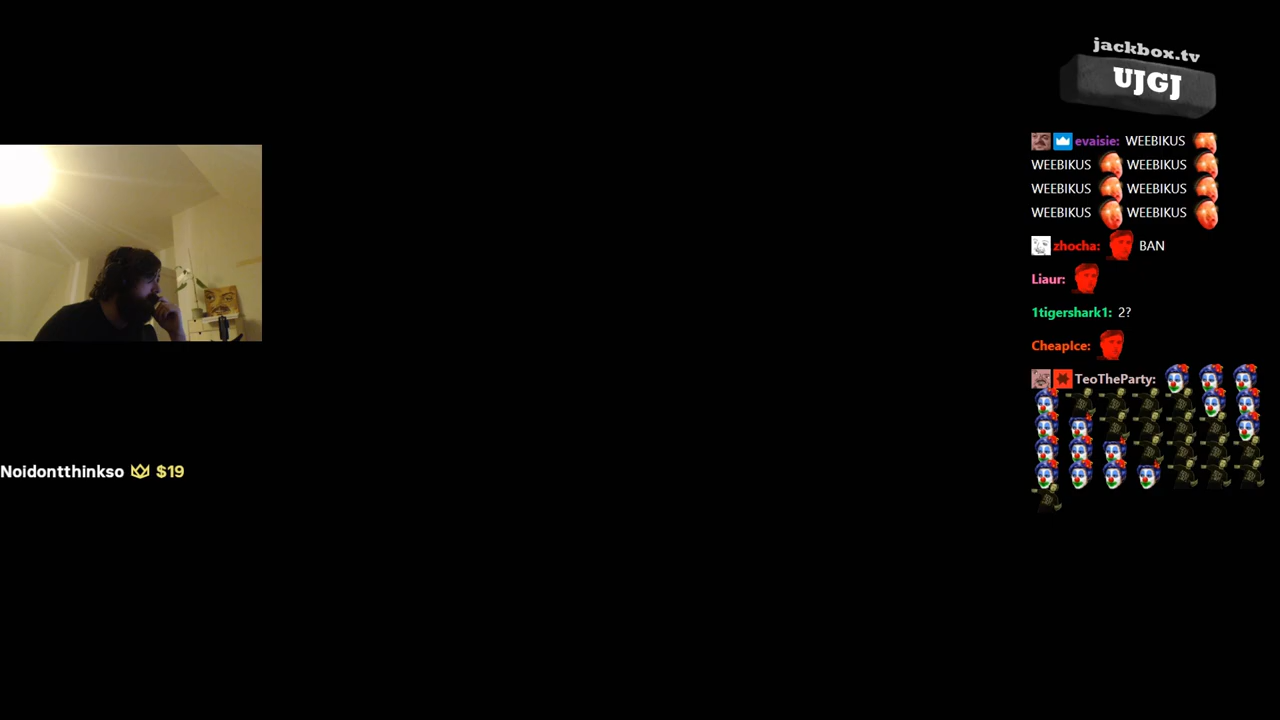 jackbox.tv
UJGJ
evaisie: WEEBIKUS
WEEBIKUS WEEBIKUS
WEEBIKUS WEEBIKUS
WEEBIKUS WEEBIKUS
zhocha: BAN
Liaur:
1tigershark1: 2?
CheapIce:
TeoTheParty:
Noidontthinkso $19